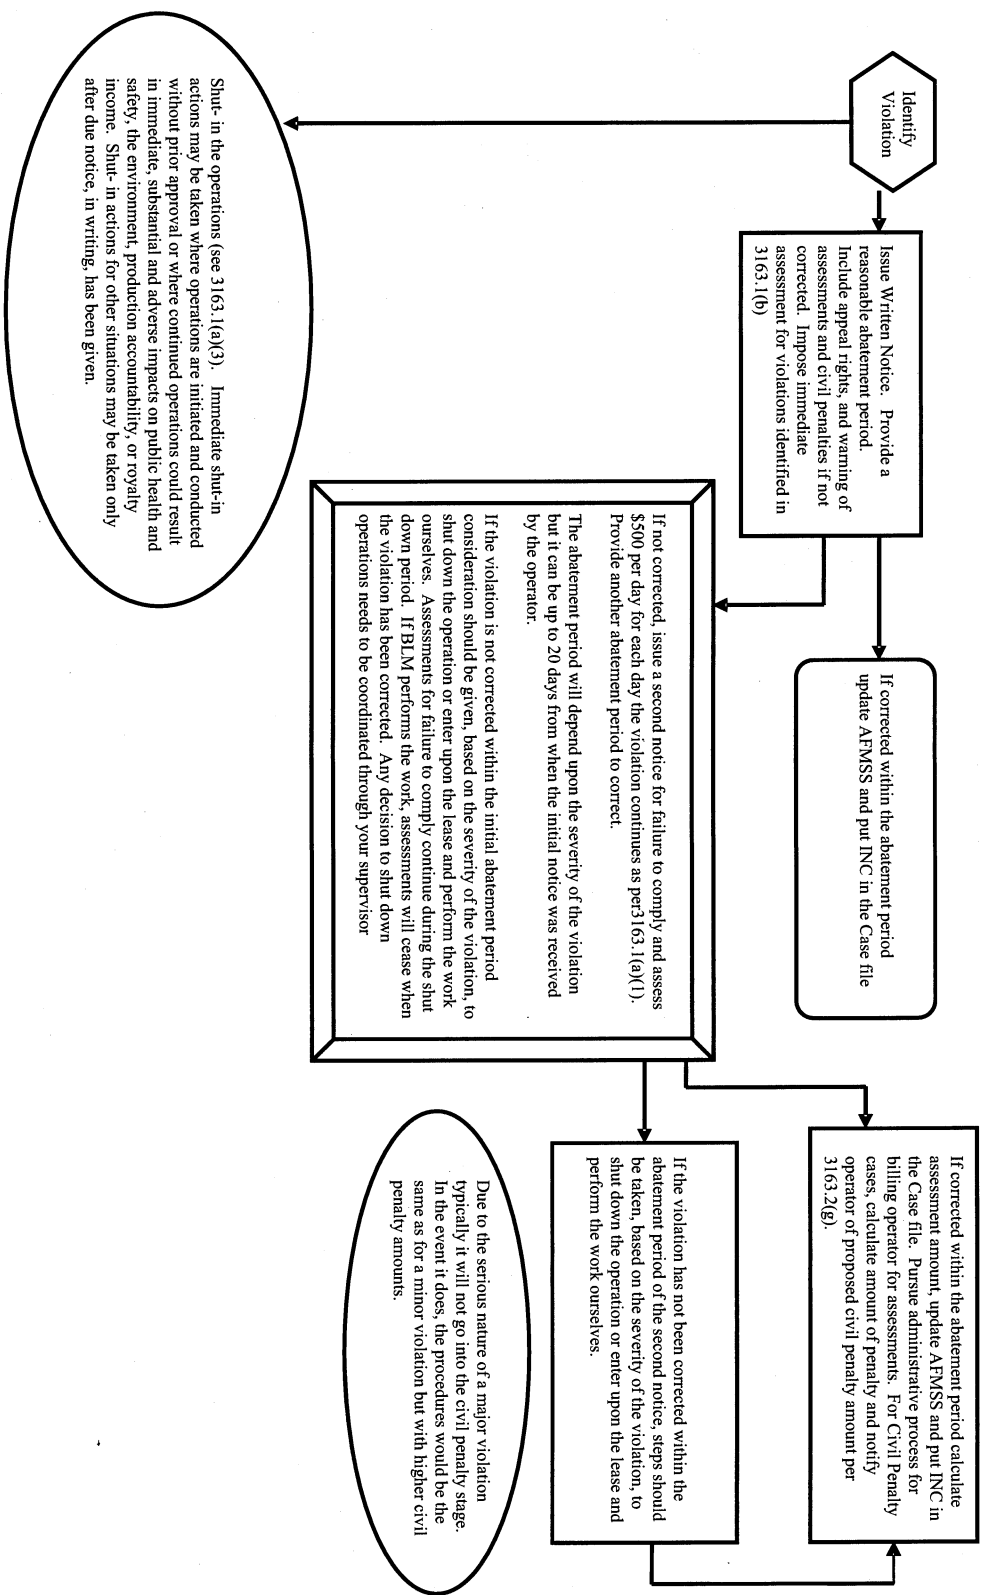 Identify
Violation
Issue Written Notice. Provide a
reasonable abatement period.
Include appeal rights, and warning of
assessments and civil penalties if not
corrected. Impose immediate
assessment for violations identified in
3163.1(b)
If corrected within the abatement period
update AFMSS and put INC in the Case file
If corrected within the abatement period calculate
assessment amount, update AFMSS and put INC in
the Case file. Pursue administrative process for
billing operator for assessments. For Civil Penalty
cases, calculate amount of penalty and notify
operator of proposed civil penalty amount per
3163.2(g).
If not corrected, issue a second notice for failure to comply and assess
$500 per day for each day the violation continues as per3163.1(a)(1).
Provide another abatement period to correct.
The abatement period will depend upon the severity of the violation
but it can be up to 20 days from when the initial notice was received
by the operator.
If the violation is not corrected within the initial abatement period
consideration should be given, based on the severity of the violation, to
shut down the operation or enter upon the lease and perform the work
ourselves. Assessments for failure to comply continue during the shut
down period. If BLM performs the work, assessments will cease when
the violation has been corrected. Any decision to shut down
operations needs to be coordinated through your supervisor
If the violation has not been corrected within the
abatement period of the second notice, steps should
be taken, based on the severity of the violation, to
shut down the operation or enter upon the lease and
perform the work ourselves.
Shut- in the operations (see 3163.1(a)(3). Immediate shut-in
actions may be taken where operations are initiated and conducted
without prior approval or where continued operations could result
in immediate, substantial and adverse impacts on public health and
safety, the environment, production accountability, or royalty
income. Shut- in actions for other situations may be taken only
after due notice, in writing, has been given.
Due to the serious nature of a major violation
typically it will not go into the civil penalty stage.
In the event it does, the procedures would be the
same as for a minor violation but with higher civil
penalty amounts.